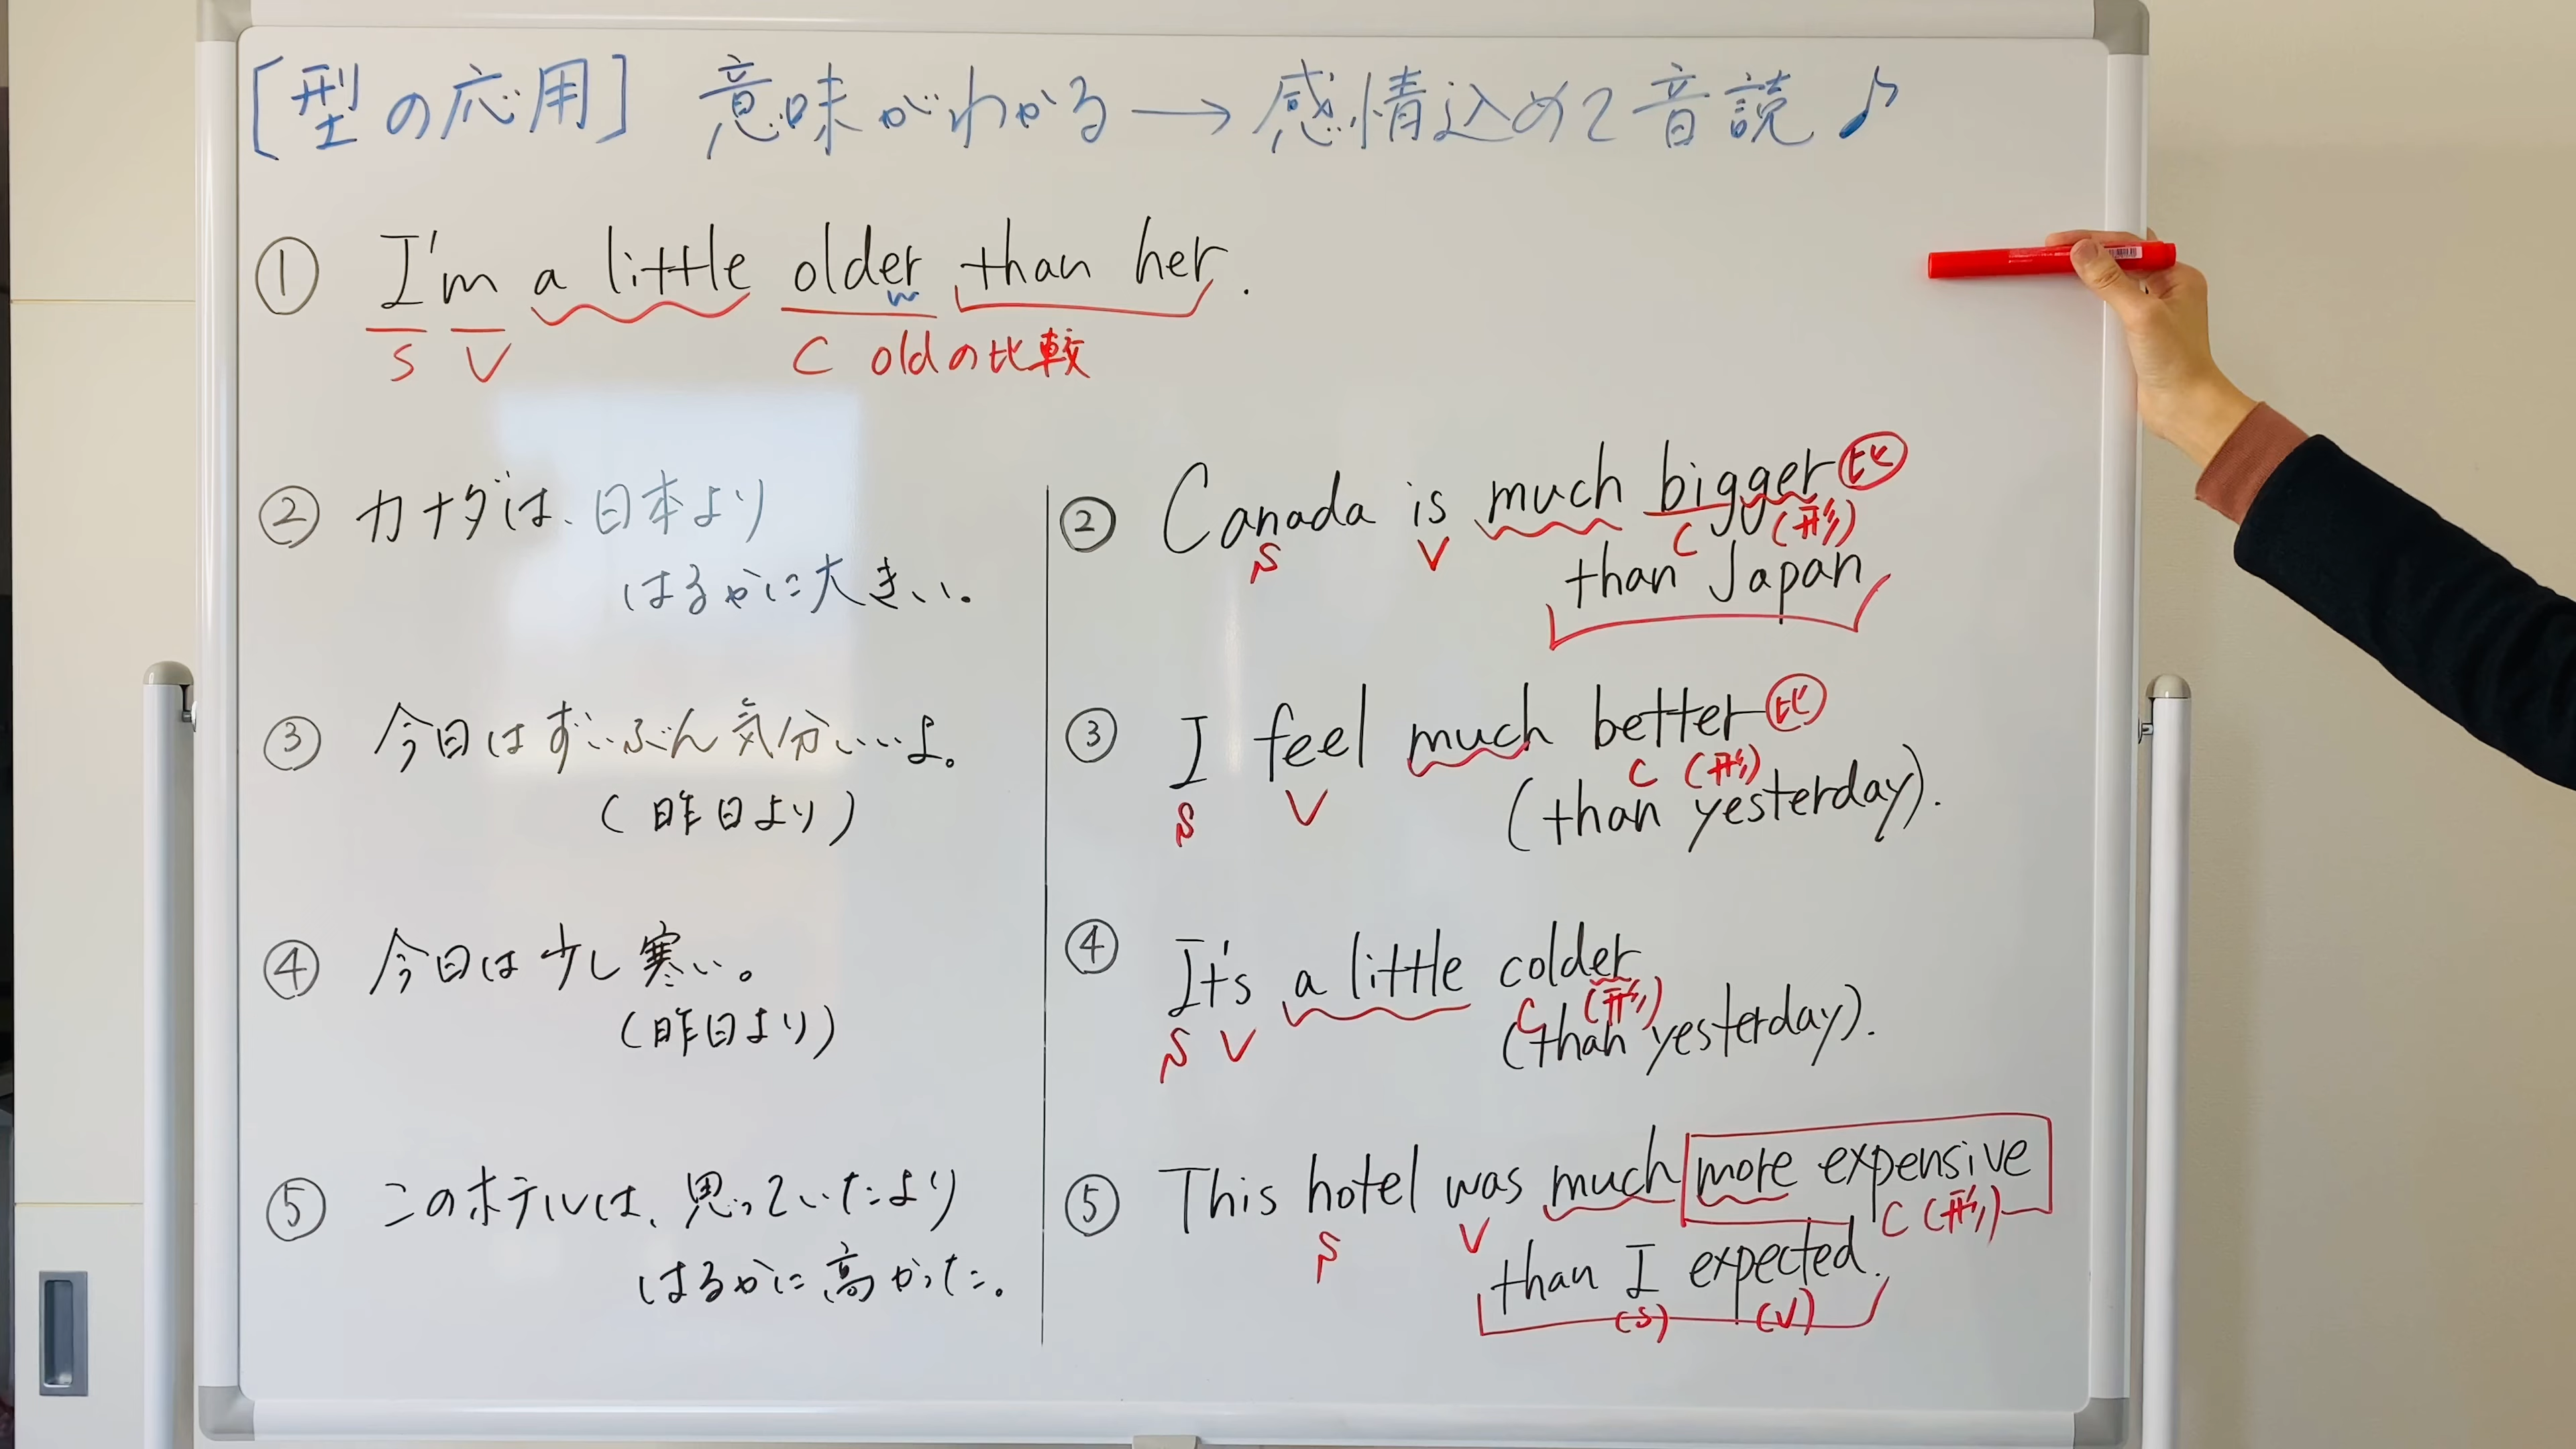 [型の応用] 意味がわかる → 感情込めて音読♪
① I'm a little older than her.
S V C oldの比較
② カナダは、日本より
はるかに大きい。
③ 今日はずいぶん気分いいよ。
(昨日より)
④ 今日は少し寒い。
(昨日より)
⑤ このホテルは、思っていたより
はるかに高かった。
② Canada is much bigger 比
S V C (形)
than Japan
③ I feel much better 比
S V C (形)
(than yesterday).
④ It's a little colder
S V C (形)
(than yesterday).
⑤ This hotel was much more expensive
S V C (形)
than I expected.
(S) (V)